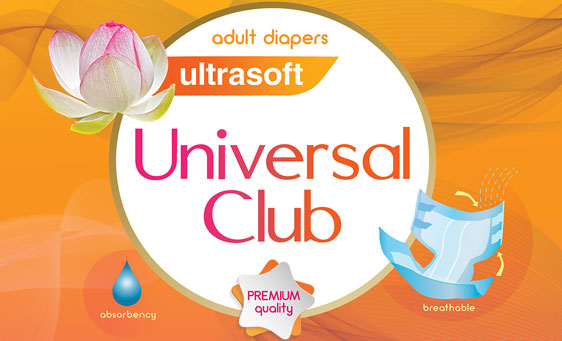 adult diapers
ultrasoft
Universal
Club
PREMIUM
quality
absorbency
breathable